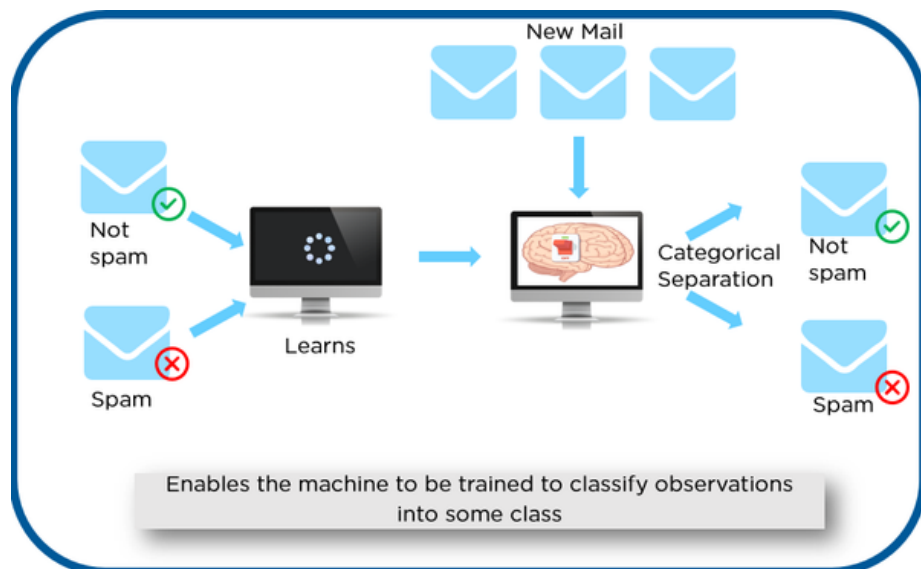 New Mail
Not
spam
Spam
Learns
Categorical
Separation
Not
spam
Spam
Enables the machine to be trained to classify observations
into some class